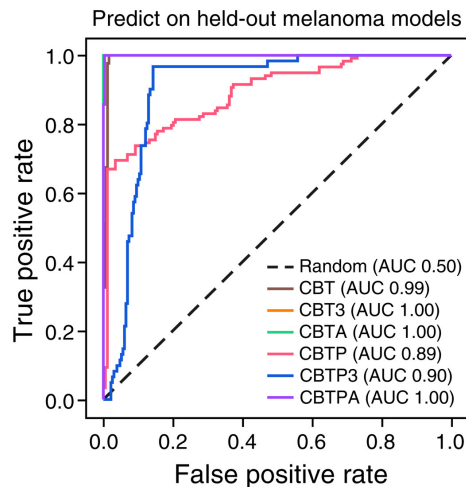 Predict on held-out melanoma models
True positive rate
1.0
0.8
0.6
0.4
0.2
0.0
Random (AUC 0.50)
CBT (AUC 0.99)
CBT3 (AUC 1.00)
CBTA (AUC 1.00)
CBTP (AUC 0.89)
CBTP3 (AUC 0.90)
CBTPA (AUC 1.00)
0.0 0.2 0.4 0.6 0.8 1.0
False positive rate